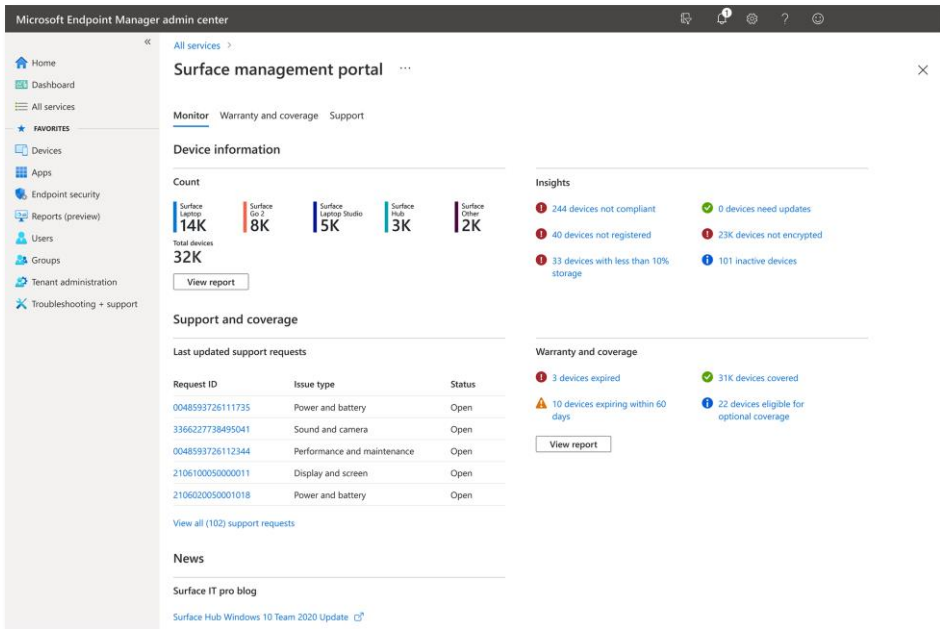 Microsoft Endpoint Manager admin center
1
?
«
Home
Dashboard
All services
FAVORITES
Devices
Apps
Endpoint security
Reports (preview)
Users
Groups
Tenant administration
Troubleshooting + support
All services >
Surface management portal ...
Monitor Warranty and coverage Support
Device information
Count
Surface
Laptop
14K
Surface
Go 2
8K
Surface
Laptop Studio
5K
Surface
Hub
3K
Surface
Other
2K
Total devices
32K
View report
Insights
244 devices not compliant
0 devices need updates
40 devices not registered
23K devices not encrypted
33 devices with less than 10%
storage
101 inactive devices
Support and coverage
Last updated support requests
Request ID Issue type Status
0048593726111735 Power and battery Open
3366227738495041 Sound and camera Open
0048593726112344 Performance and maintenance Open
2106100050000011 Display and screen Open
2106020050001018 Power and battery Open
View all (102) support requests
Warranty and coverage
3 devices expired
31K devices covered
10 devices expiring within 60
days
22 devices eligible for
optional coverage
View report
News
Surface IT pro blog
Surface Hub Windows 10 Team 2020 Update